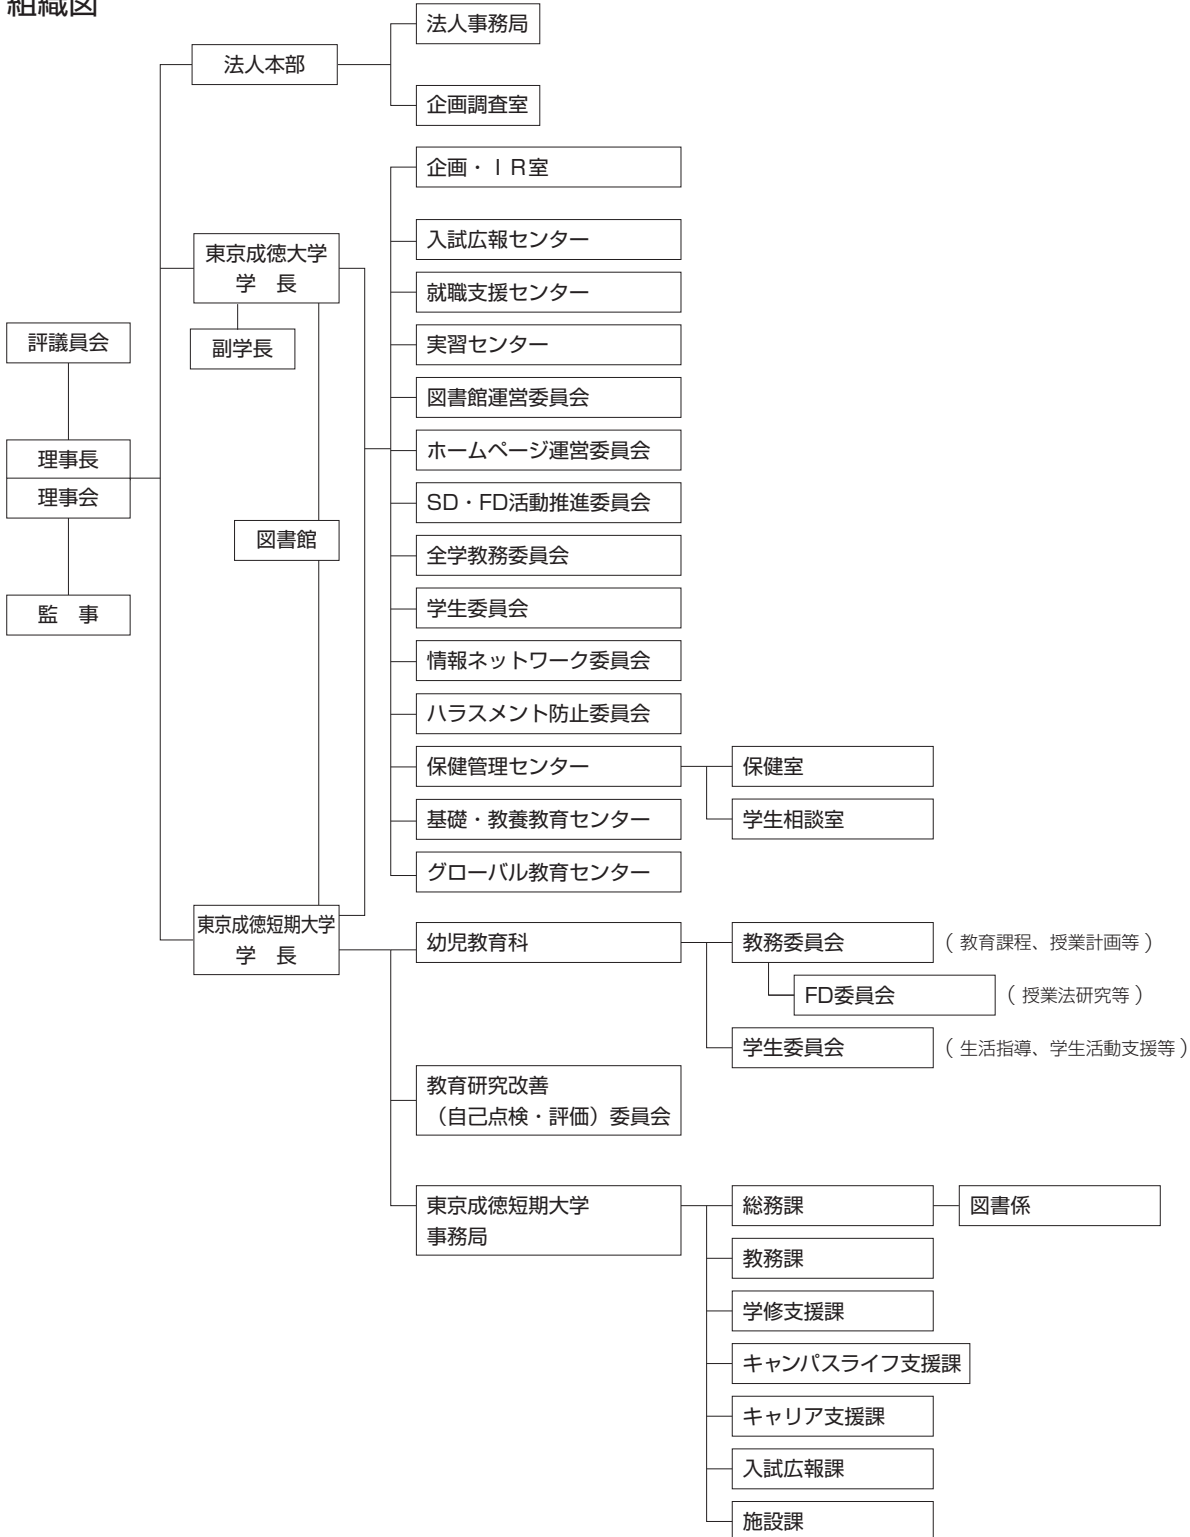 組織図
法人事務局
法人本部
企画調査室
企画・ＩＲ室
入試広報センター
東京成徳大学
学　長
就職支援センター
評議員会
副学長
実習センター
図書館運営委員会
理事長
ホームページ運営委員会
理事会
SD・FD活動推進委員会
図書館
全学教務委員会
監　事
学生委員会
情報ネットワーク委員会
ハラスメント防止委員会
保健管理センター
保健室
基礎・教養教育センター
学生相談室
グローバル教育センター
東京成徳短期大学
学　長
幼児教育科
教務委員会
（教育課程、授業計画等）
FD委員会
（授業法研究等）
学生委員会
（生活指導、学生活動支援等）
教育研究改善
（自己点検・評価）委員会
東京成徳短期大学
事務局
総務課
図書係
教務課
学修支援課
キャンパスライフ支援課
キャリア支援課
入試広報課
施設課